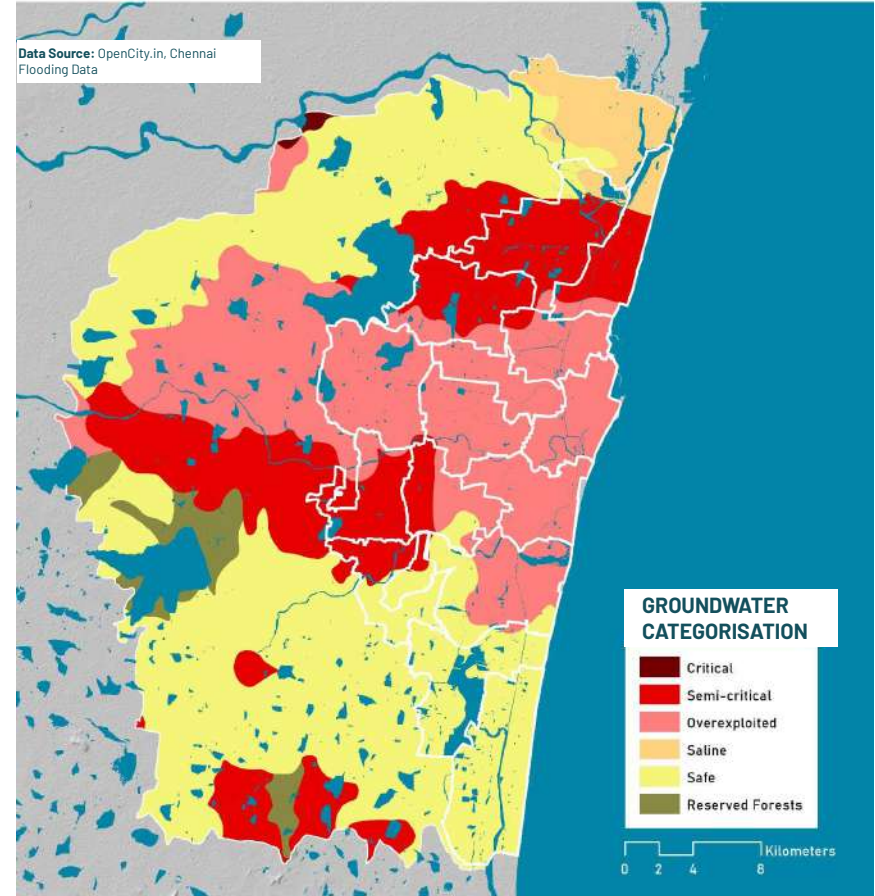 Data Source: OpenCity.in, Chennai
Flooding Data
GROUNDWATER
CATEGORISATION
Critical
Semi-critical
Overexploited
Saline
Safe
Reserved Forests
Kilometers
0 2 4 8